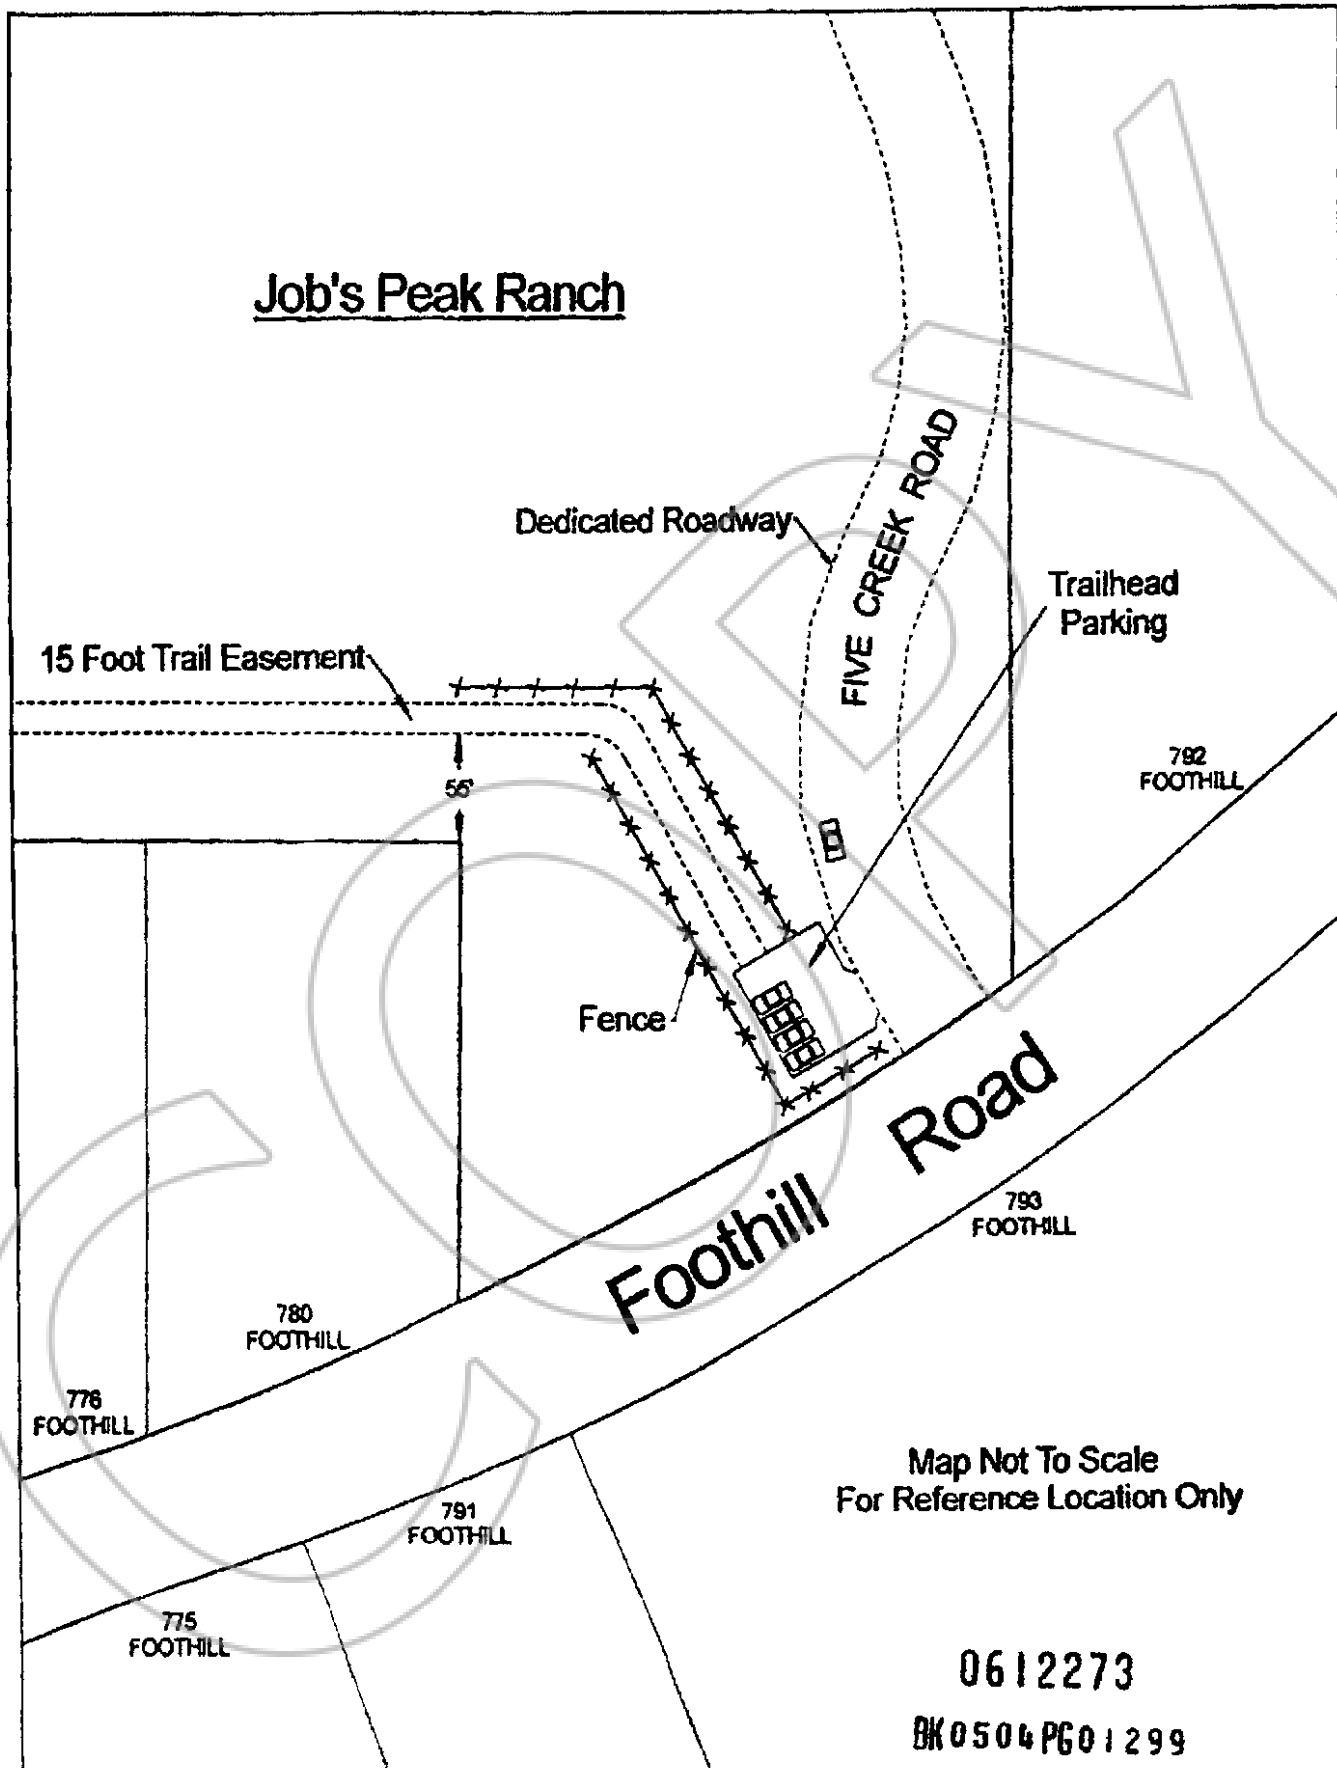 Job's Peak Ranch
FIVE CREEK ROAD
Dedicated Roadway
Trailhead
Parking
15 Foot Trail Easement
55'
792
FOOTHILL
Fence
Foothill Road
793
FOOTHILL
780
FOOTHILL
776
FOOTHILL
Map Not To Scale
For Reference Location Only
791
FOOTHILL
775
FOOTHILL
0612273
BK0504PG01299
COPY